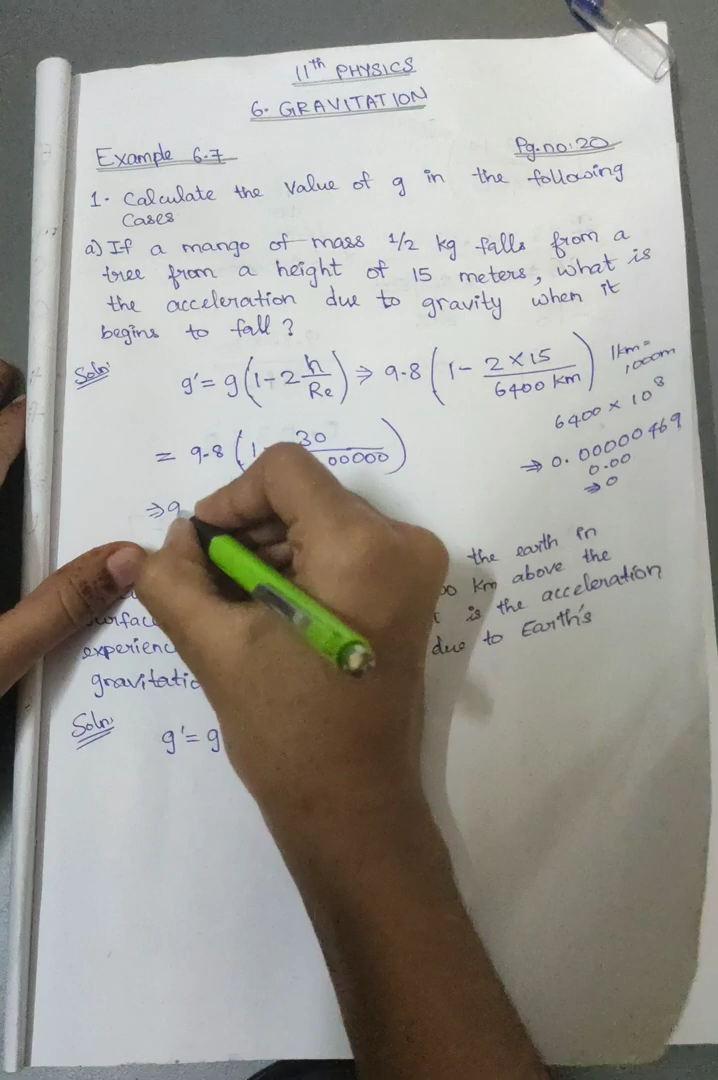 11th PHYSICS
6. GRAVITATION
Example 6.7
Pg.no:20
1. Calculate the value of g in the following
cases
a) If a mango of mass 1/2 kg falls from a
tree from a height of 15 meters, what is
the acceleration due to gravity when it
begins to fall?
Soln:
g' = g (1-2 h/Re) ⇒ 9.8 (1- 2×15/6400 km)
1km=
1000m
6400 × 10³
= 9.8 (1- 30/ 00000)
⇒ 0.00000469
0.00
⇒ 0
⇒ 9
the earth in
km above the
surface is the acceleration
experienc due to Earth's
gravitatio
Soln:
g' = g